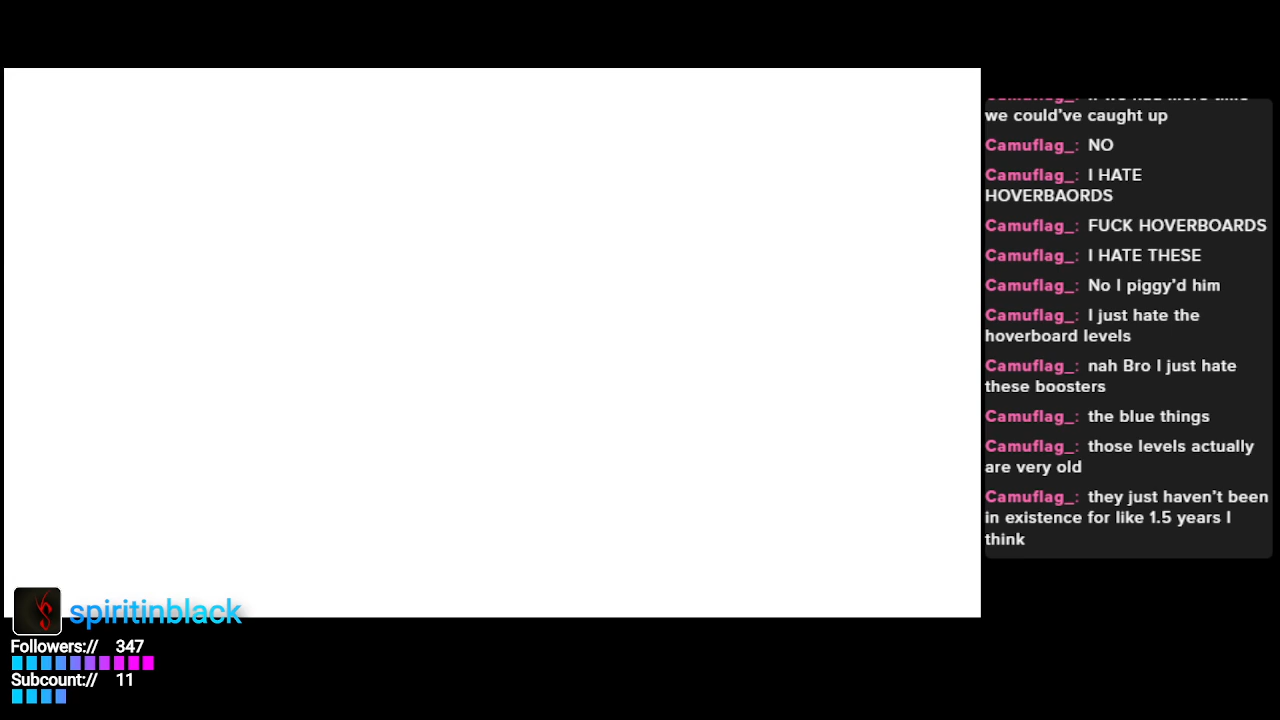 we could've caught up
Camuflag_: NO
Camuflag_: I HATE
HOVERBAORDS
Camuflag_: FUCK HOVERBOARDS
Camuflag_: I HATE THESE
Camuflag_: No I piggy'd him
Camuflag_: I just hate the
hoverboard levels
Camuflag_: nah Bro I just hate
these boosters
Camuflag_: the blue things
Camuflag_: those levels actually
are very old
Camuflag_: they just haven't been
in existence for like 1.5 years I
think
spiritinblack
Followers:// 347
Subcount:// 11